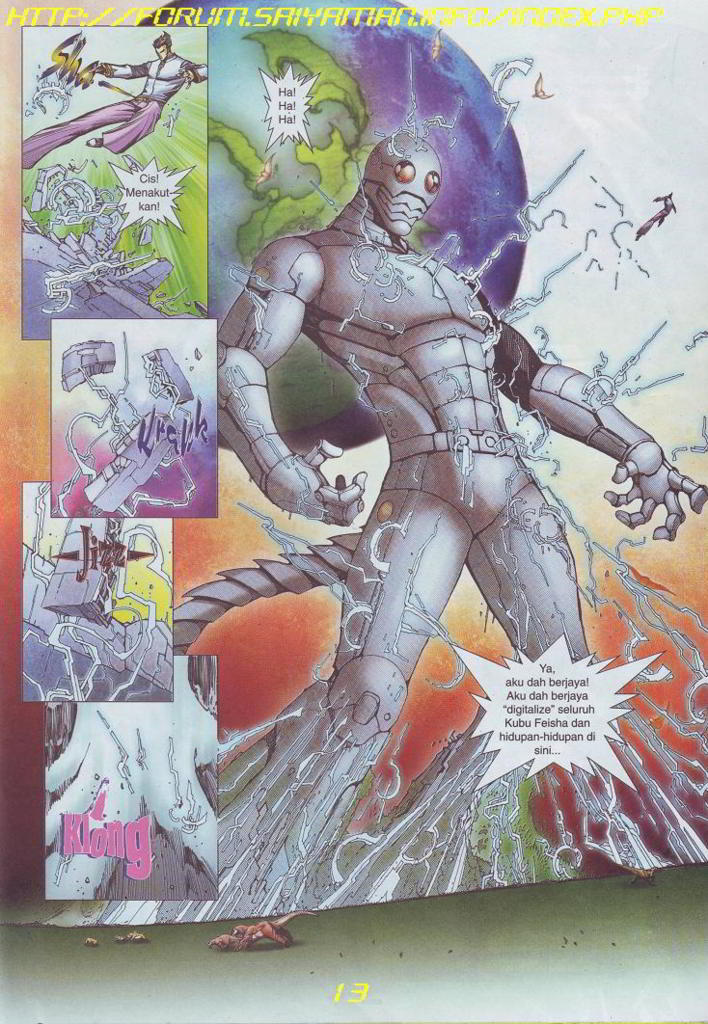 HTTP://FORUM.SAIYAMAN.INFO/INDEX.PHP
Ha!
Ha!
Ha!
Cis!
Menakut-
kan!
Krakk
Jizz
Klong
Ya,
aku dah berjaya!
Aku dah berjaya
"digitalize" seluruh
Kubu Feisha dan
hidupan-hidupan di
sini...
13